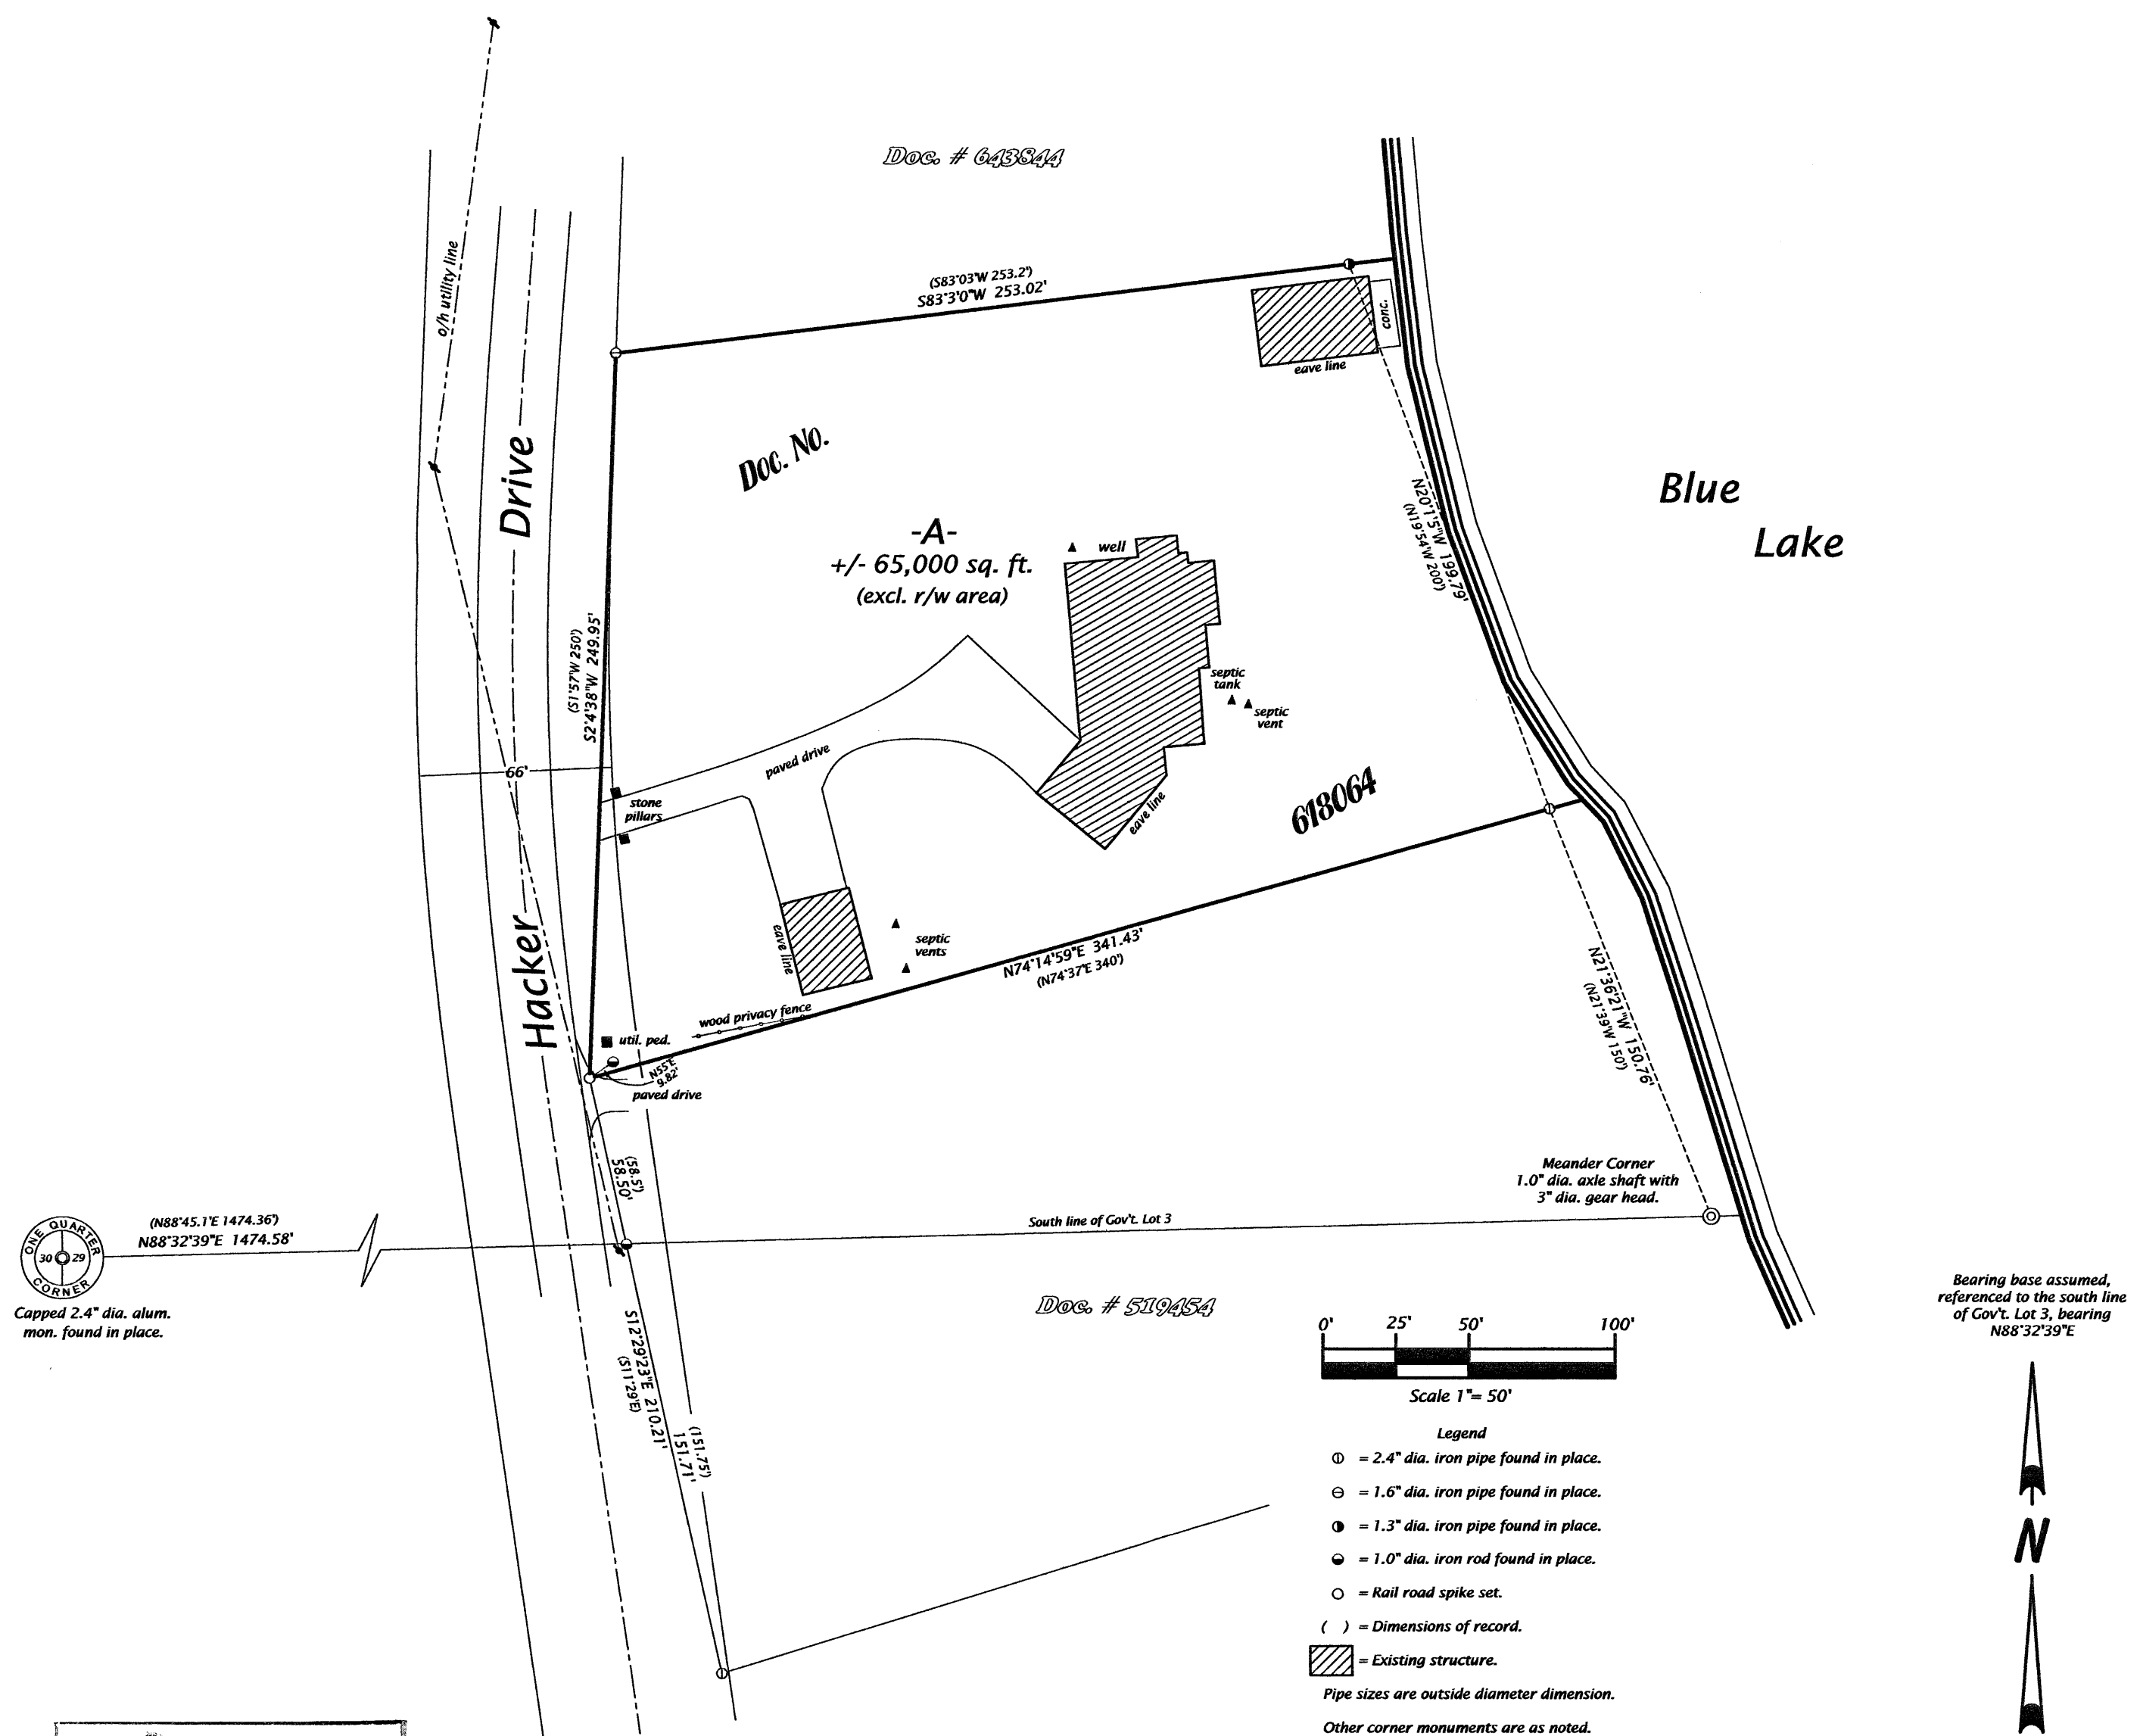 Doc. # 643844
o/h utility line
(S83°03'W 253.2')
S83°3'0"W 253.02'
conc.
eave line
Drive
Doc. No.
Blue
Lake
-A-
+/- 65,000 sq. ft.
(excl. r/w area)
well
N20°1'5"W 199.79'
(N19°54'W 200')
(S1°57'W 250')
S2°4'38"W 249.95'
septic
tank
septic
vent
paved drive
66'
stone
pillars
618064
eave line
Hacker
eave line
septic
vents
N74°14'59"E 341.43'
(N74°37'E 340')
wood privacy fence
util. ped.
N55°E
9.82'
paved drive
N21°36'21"W 150.76'
(N21°39'W 150')
(58.5')
58.50'
Meander Corner
1.0" dia. axle shaft with
3" dia. gear head.
South line of Gov't. Lot 3
(N88°45.1'E 1474.36')
N88°32'39"E 1474.58'
ONE QUARTER
30 29
CORNER
Capped 2.4" dia. alum.
mon. found in place.
Doc. # 519454
S12°29'23"E 210.21'
(S11°29'E)
(151.75')
151.71'
Bearing base assumed,
referenced to the south line
of Gov't. Lot 3, bearing
N88°32'39"E
0' 25' 50' 100'
Scale 1"= 50'
Legend
= 2.4" dia. iron pipe found in place.
= 1.6" dia. iron pipe found in place.
= 1.3" dia. iron pipe found in place.
= 1.0" dia. iron rod found in place.
= Rail road spike set.
( ) = Dimensions of record.
= Existing structure.
Pipe sizes are outside diameter dimension.
Other corner monuments are as noted.
N